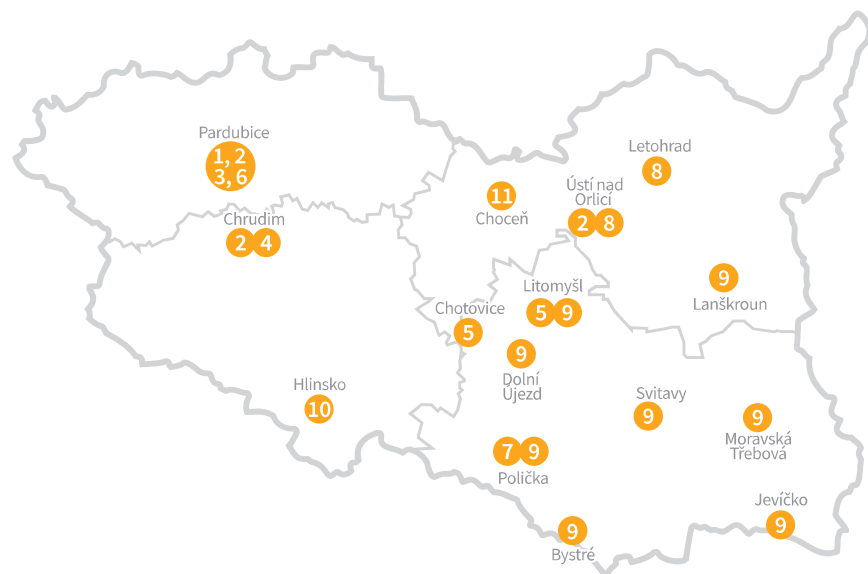 Pardubice
1, 2
3, 6
Chrudim
2 4
Hlinsko
10
11
Choceň
Ústí nad
Orlicí
2 8
Letohrad
8
9
Lanškroun
Litomyšl
5 9
Chotovice
5
9
Dolní
Újezd
Svitavy
9
9
Moravská
Třebová
7 9
Polička
9
Bystré
Jevíčko
9